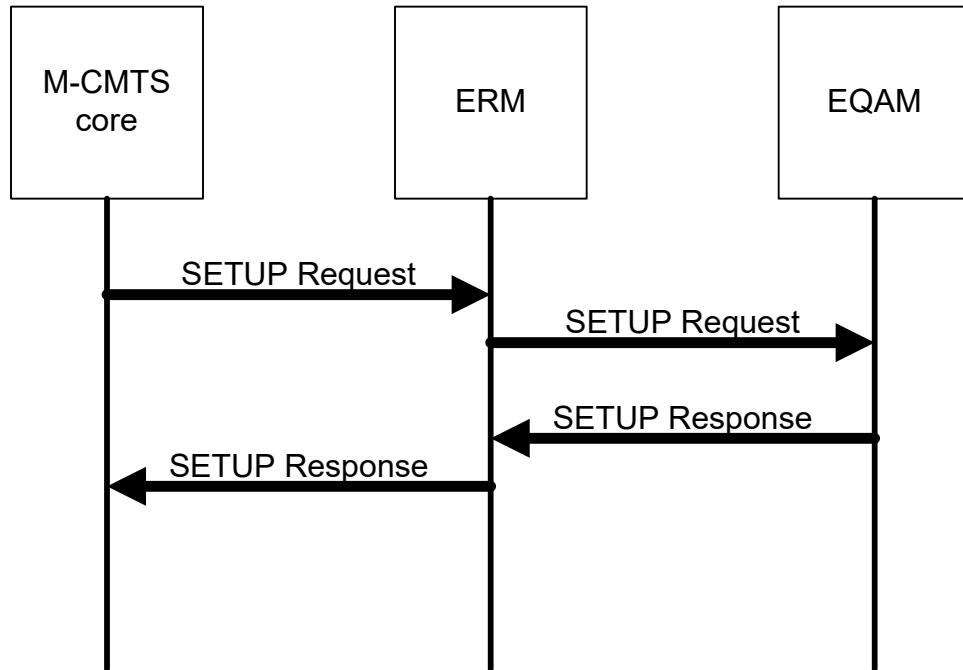 M-CMTS
core
ERM
EQAM
SETUP Request
SETUP Request
SETUP Response
SETUP Response